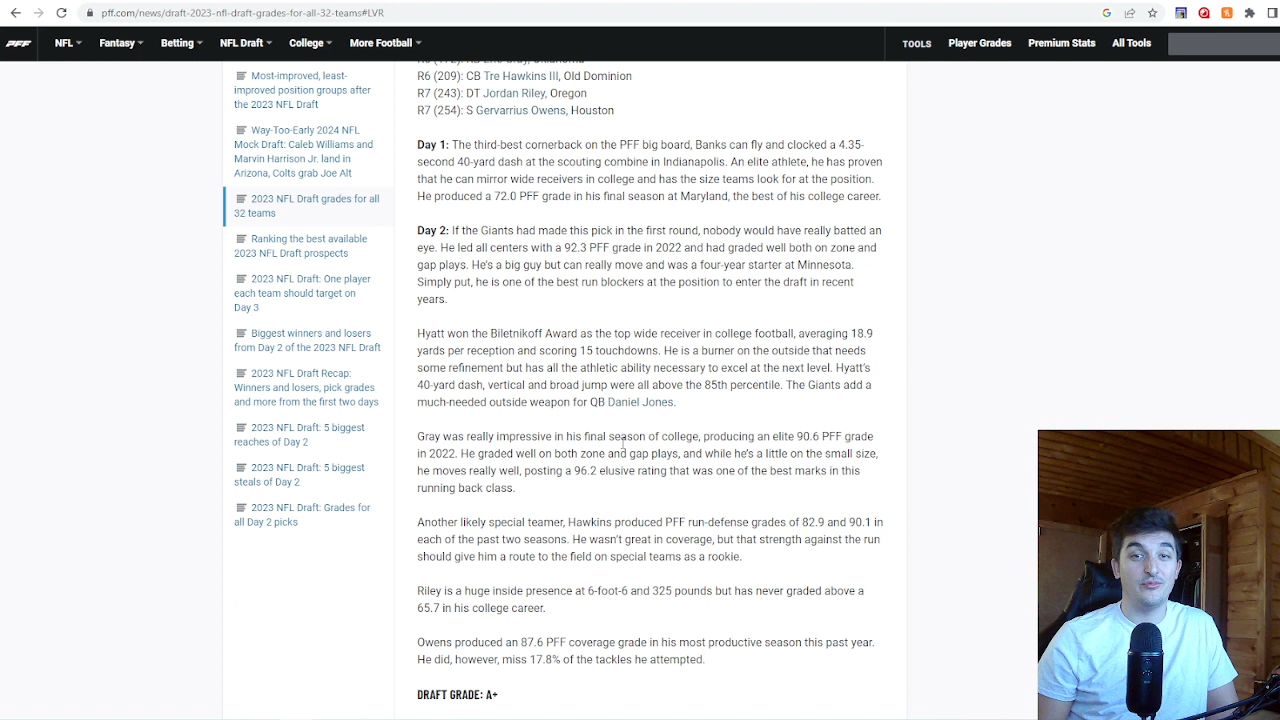 pff.com/news/draft-2023-nfl-draft-grades-for-all-32-teams#LVR
PFF NFL Fantasy Betting NFL Draft College More Football TOOLS Player Grades Premium Stats All Tools
Most-improved, least-
improved position groups after
the 2023 NFL Draft
Way-Too-Early 2024 NFL
Mock Draft: Caleb Williams and
Marvin Harrison Jr. land in
Arizona, Colts grab Joe Alt
2023 NFL Draft grades for all
32 teams
Ranking the best available
2023 NFL Draft prospects
2023 NFL Draft: One player
each team should target on
Day 3
Biggest winners and losers
from Day 2 of the 2023 NFL Draft
2023 NFL Draft Recap:
Winners and losers, pick grades
and more from the first two days
2023 NFL Draft: 5 biggest
reaches of Day 2
2023 NFL Draft: 5 biggest
steals of Day 2
2023 NFL Draft: Grades for
all Day 2 picks
R6 (209): CB Tre Hawkins III, Old Dominion
R7 (243): DT Jordan Riley, Oregon
R7 (254): S Gervarrius Owens, Houston
Day 1: The third-best cornerback on the PFF big board, Banks can fly and clocked a 4.35-
second 40-yard dash at the scouting combine in Indianapolis. An elite athlete, he has proven
that he can mirror wide receivers in college and has the size teams look for at the position.
He produced a 72.0 PFF grade in his final season at Maryland, the best of his college career.
Day 2: If the Giants had made this pick in the first round, nobody would have really batted an
eye. He led all centers with a 92.3 PFF grade in 2022 and had graded well both on zone and
gap plays. He's a big guy but can really move and was a four-year starter at Minnesota.
Simply put, he is one of the best run blockers at the position to enter the draft in recent
years.
Hyatt won the Biletnikoff Award as the top wide receiver in college football, averaging 18.9
yards per reception and scoring 15 touchdowns. He is a burner on the outside that needs
some refinement but has all the athletic ability necessary to excel at the next level. Hyatt's
40-yard dash, vertical and broad jump were all above the 85th percentile. The Giants add a
much-needed outside weapon for QB Daniel Jones.
Gray was really impressive in his final season of college, producing an elite 90.6 PFF grade
in 2022. He graded well on both zone and gap plays, and while he's a little on the small size,
he moves really well, posting a 96.2 elusive rating that was one of the best marks in this
running back class.
Another likely special teamer, Hawkins produced PFF run-defense grades of 82.9 and 90.1 in
each of the past two seasons. He wasn't great in coverage, but that strength against the run
should give him a route to the field on special teams as a rookie.
Riley is a huge inside presence at 6-foot-6 and 325 pounds but has never graded above a
65.7 in his college career.
Owens produced an 87.6 PFF coverage grade in his most productive season this past year.
He did, however, miss 17.8% of the tackles he attempted.
DRAFT GRADE: A+